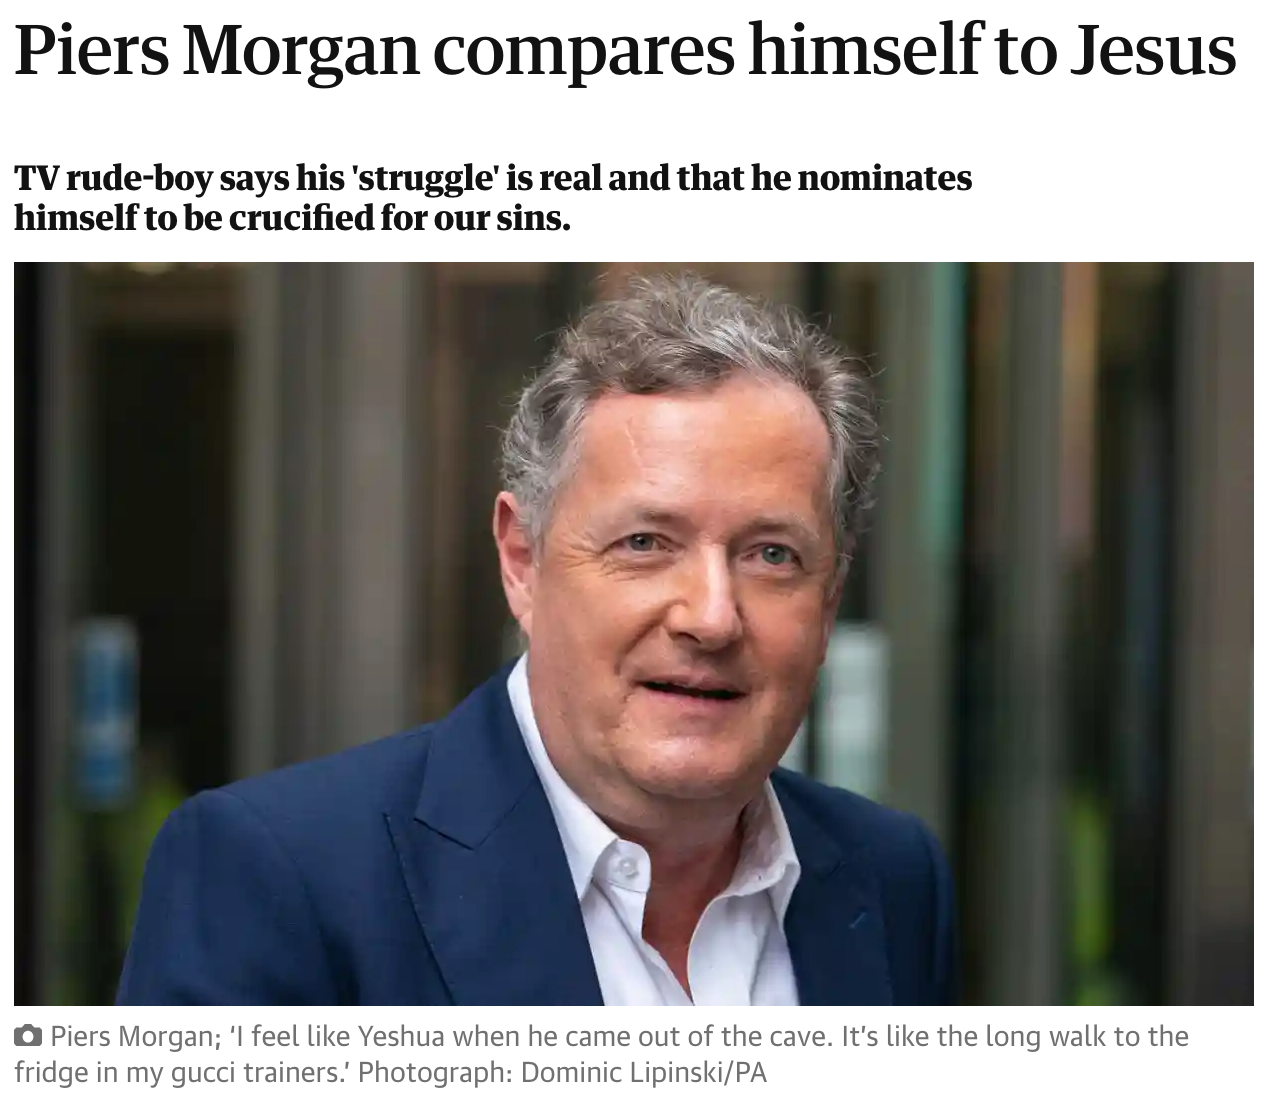 Piers Morgan compares himself to Jesus
TV rude-boy says his 'struggle' is real and that he nominates
himself to be crucified for our sins.
Piers Morgan; ‘I feel like Yeshua when he came out of the cave. It’s like the long walk to the
fridge in my gucci trainers.’ Photograph: Dominic Lipinski/PA